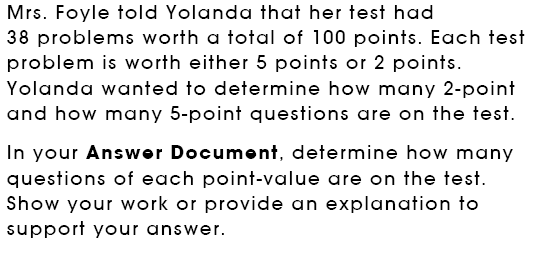 Mrs. Foyle told Yolanda that her test had
38 problems worth a total of 100 points. Each test
problem is worth either 5 points or 2 points.
Yolanda wanted to determine how many 2-point
and how many 5-point questions are on the test.
In your Answer Document, determine how many
questions of each point-value are on the test.
Show your work or provide an explanation to
support your answer.